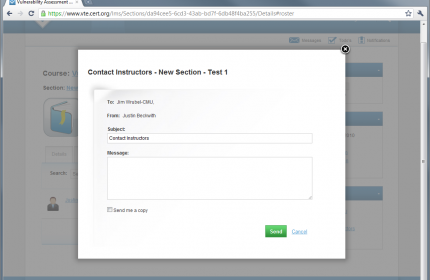 Vulnerability Assessment ...
https://www.vte.cert.org/lms/Sections/da94cee5-6cd3-43ab-bd7f-6db48f4ba255/Details#roster
Messages
Notifications
Contact Instructors - New Section - Test 1
Course:
Section:
To: Jim Wrubel-CMU,
From: Justin Beckwith
Subject:
Contact Instructors
Message:
Search:
Send me a copy
Send Cancel